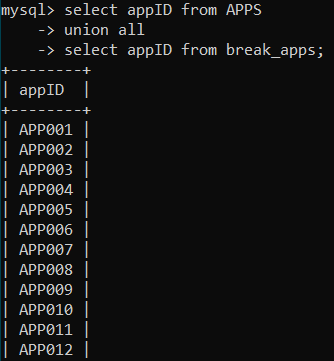 mysql> select appID from APPS
    -> union all
    -> select appID from break_apps;
+--------+
| appID  |
+--------+
| APP001 |
| APP002 |
| APP003 |
| APP004 |
| APP005 |
| APP006 |
| APP007 |
| APP008 |
| APP009 |
| APP010 |
| APP011 |
| APP012 |